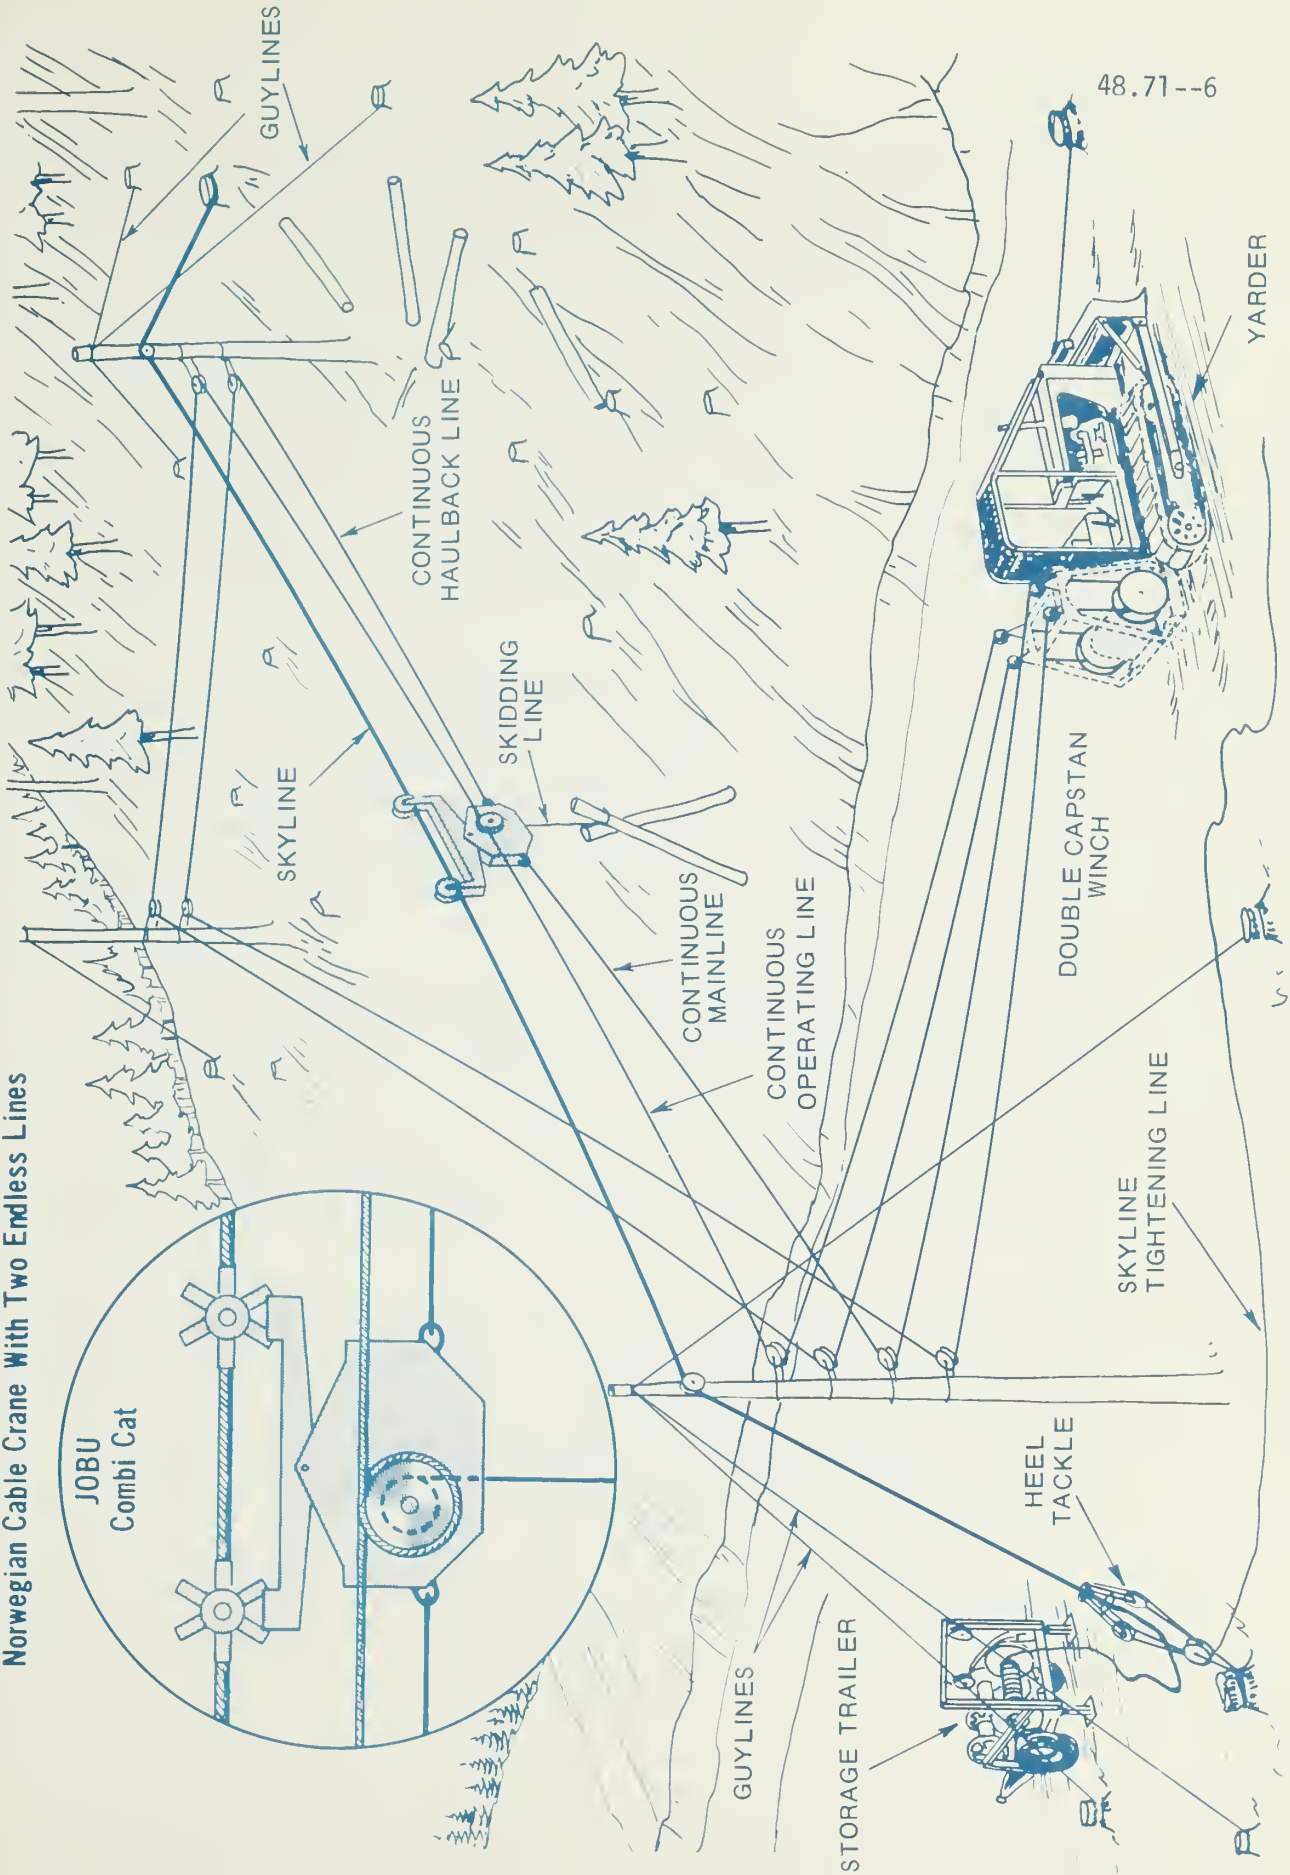 48.71--6
Norwegian Cable Crane With Two Endless Lines
JOBU
Combi Cat
GUYLINES
SKYLINE
CONTINUOUS
HAULBACK LINE
SKIDDING
LINE
CONTINUOUS
MAINLINE
CONTINUOUS
OPERATING LINE
GUYLINES
STORAGE TRAILER
HEEL
TACKLE
SKYLINE
TIGHTENING LINE
DOUBLE CAPSTAN
WINCH
YARDER